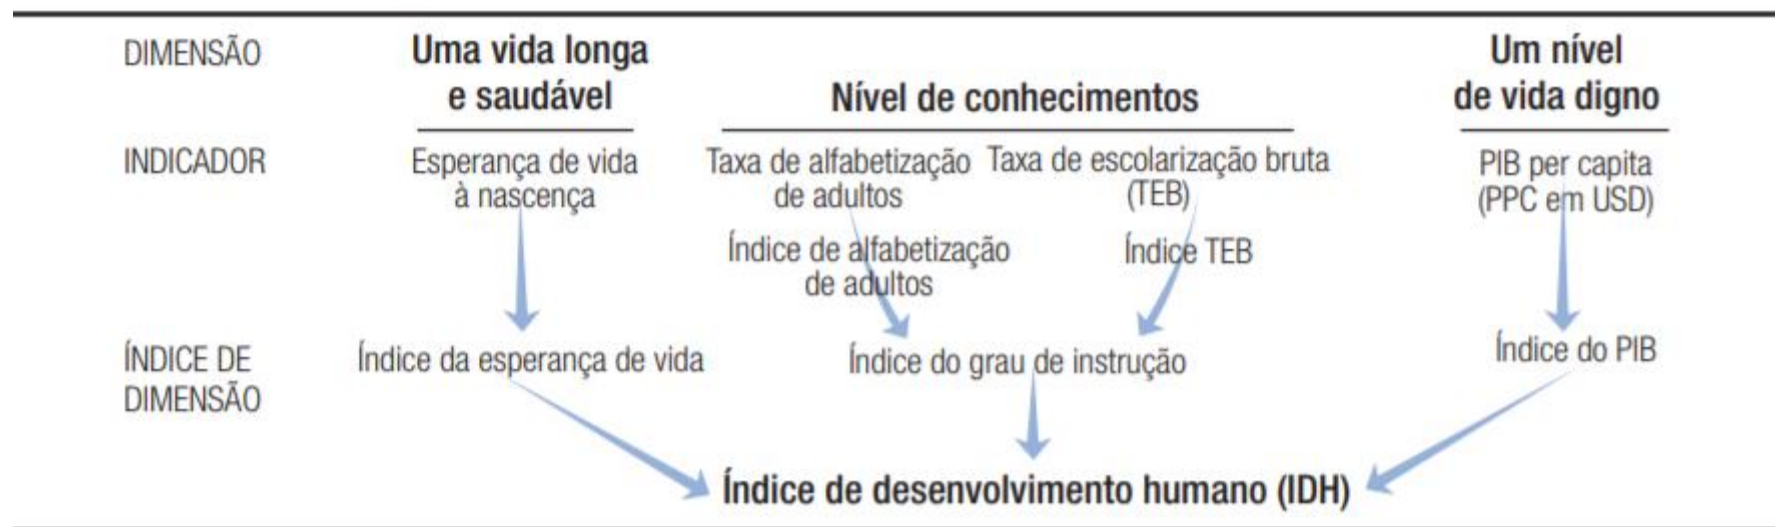 DIMENSÃO
Uma vida longa
e saudável
Nível de conhecimentos
Um nível
de vida digno
INDICADOR
Esperança de vida
à nascença
Taxa de alfabetização
de adultos
Taxa de escolarização bruta
(TEB)
PIB per capita
(PPC em USD)
Índice de alfabetização
de adultos
Índice TEB
ÍNDICE DE
DIMENSÃO
Índice da esperança de vida
Índice do grau de instrução
Índice do PIB
Índice de desenvolvimento humano (IDH)